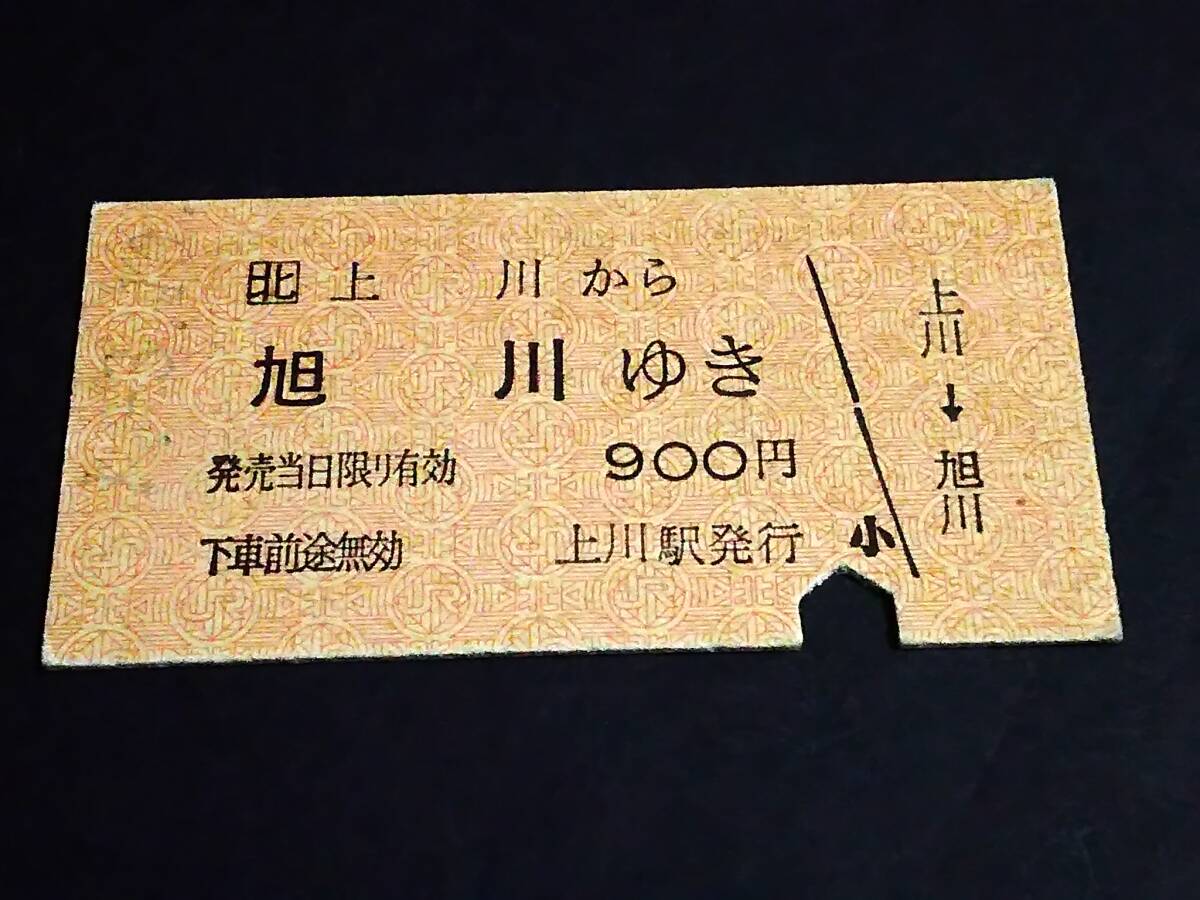 北 上 川 から
旭 川 ゆき
発売当日限り有効 900円
下車前途無効 上川駅発行
小
上川→旭川